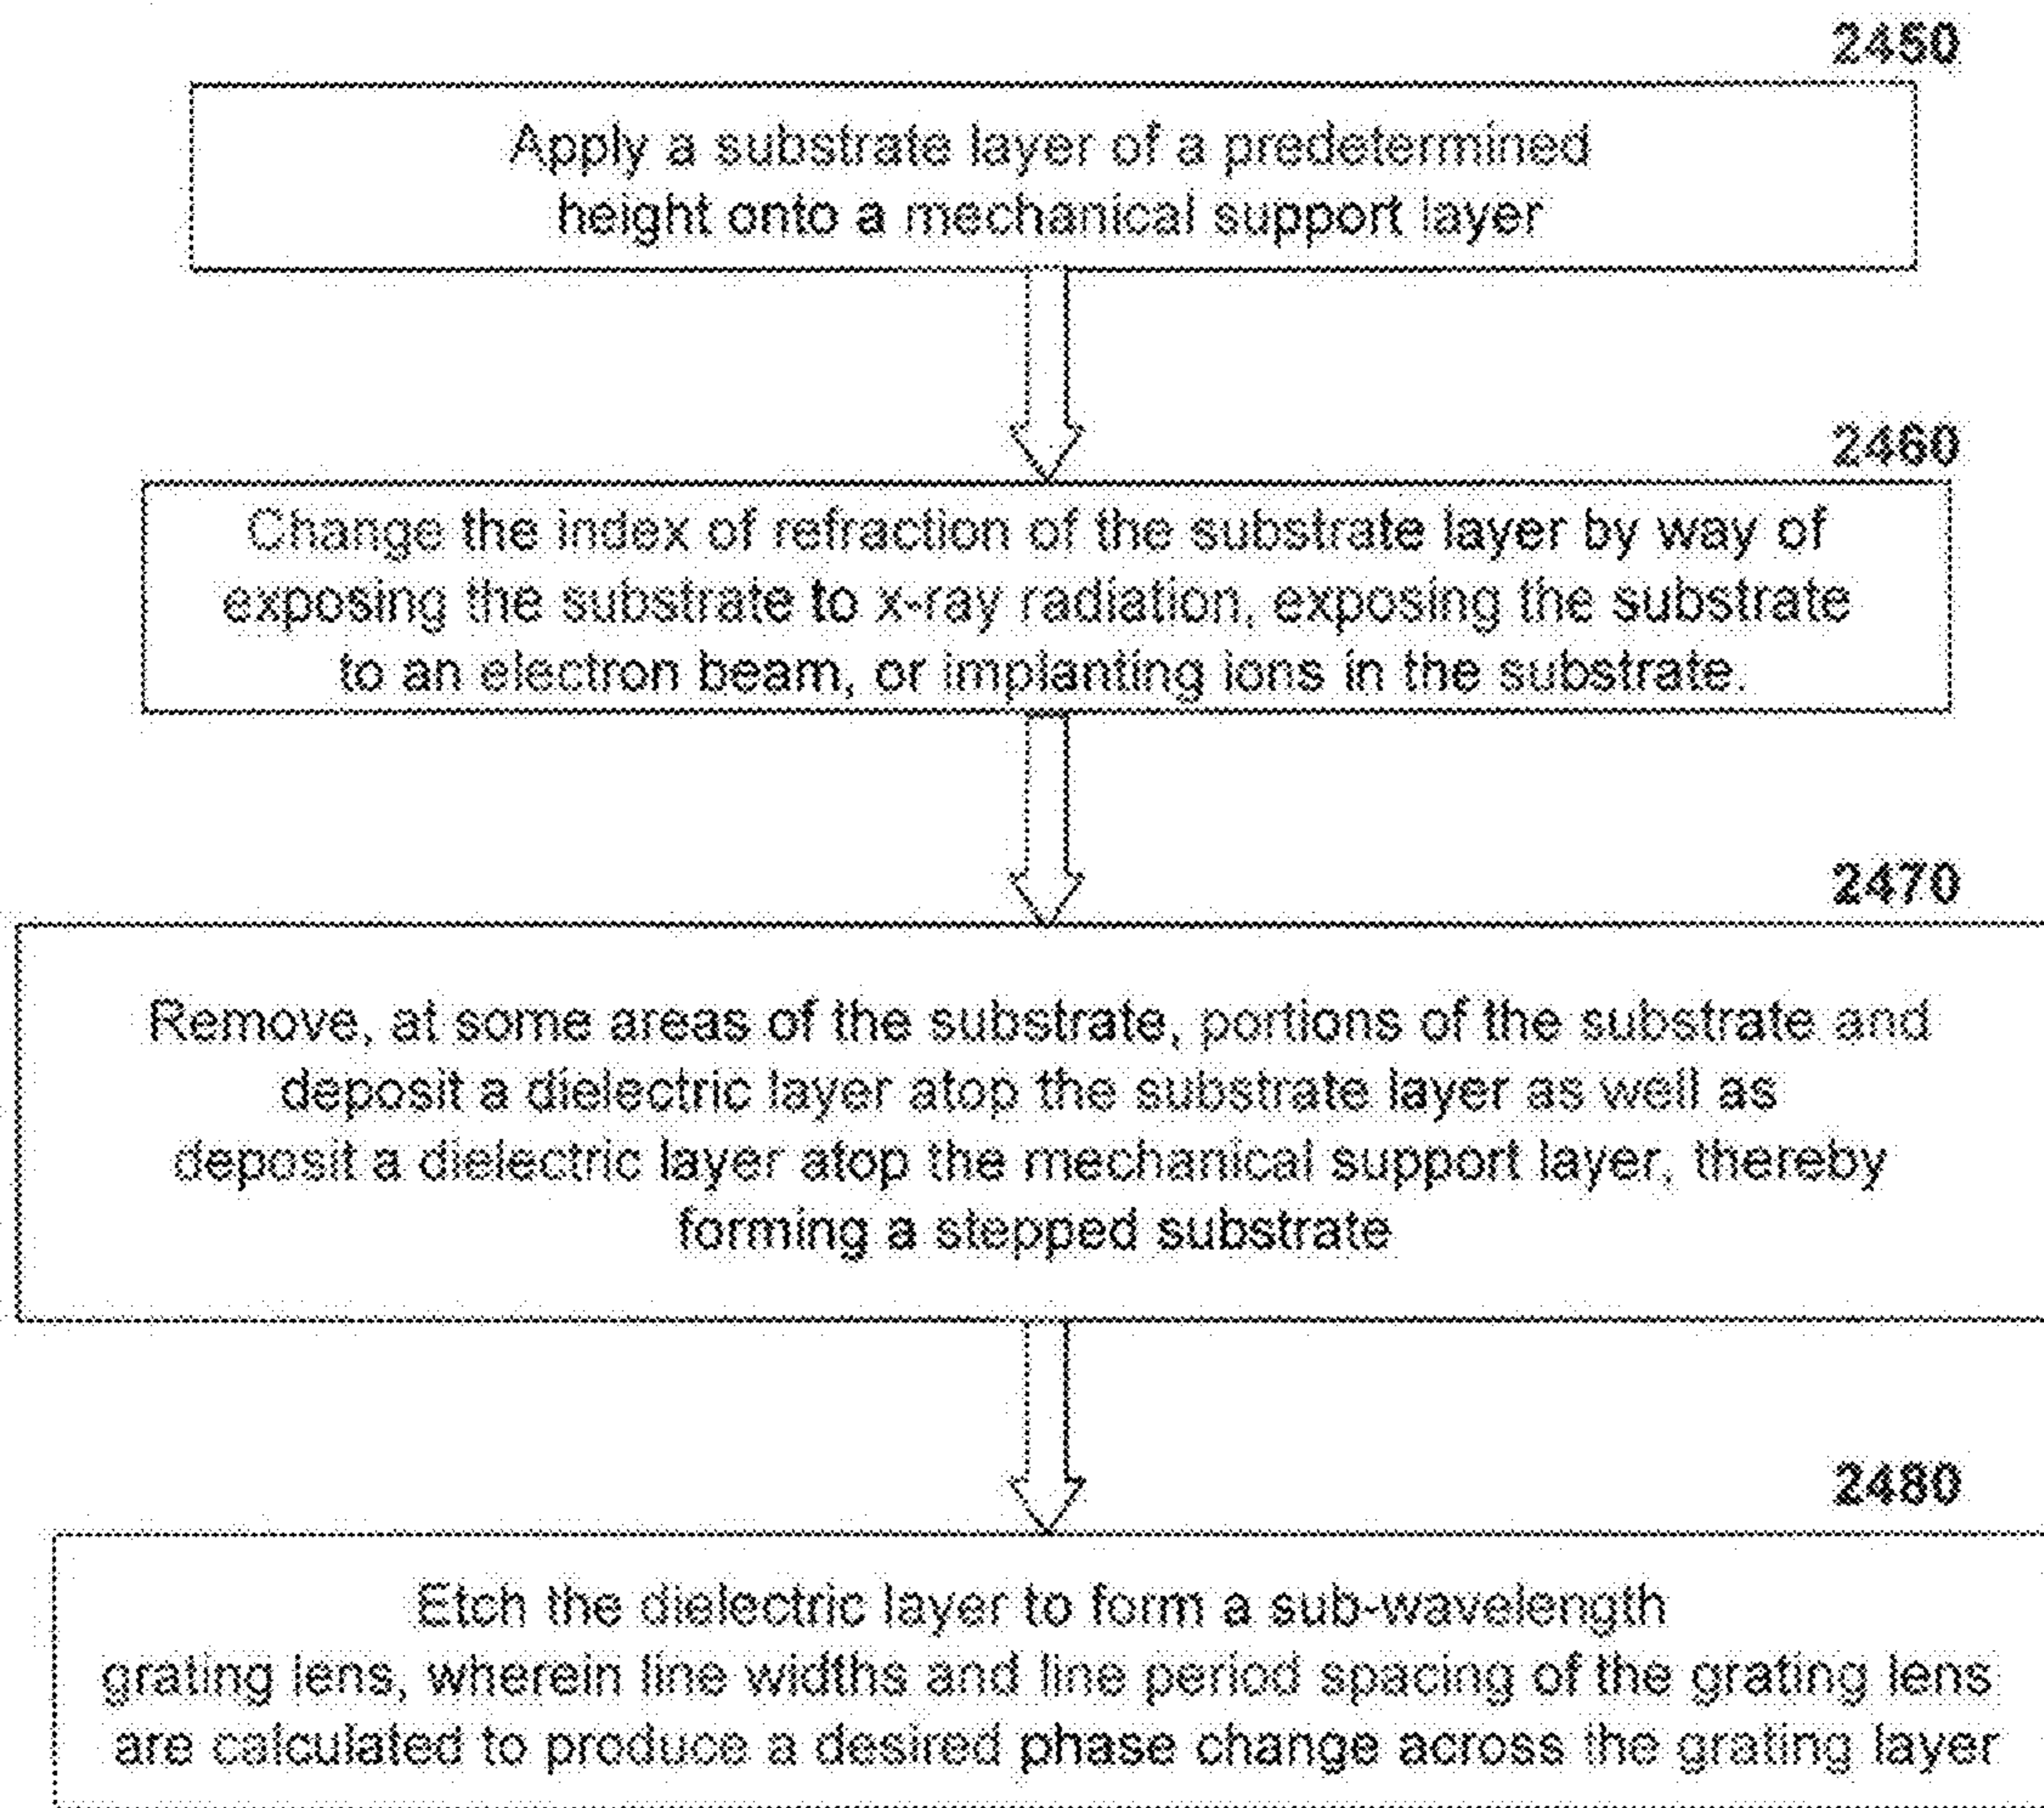 2450
Apply a substrate layer of a predetermined
height onto a mechanical support layer
2460
Change the index of refraction of the substrate layer by way of
exposing the substrate to x-ray radiation, exposing the substrate
to an electron beam, or implanting ions in the substrate.
2470
Remove, at some areas of the substrate, portions of the substrate and
deposit a dielectric layer atop the substrate layer as well as
deposit a dielectric layer atop the mechanical support layer, thereby
forming a stepped substrate
2480
Etch the dielectric layer to form a sub-wavelength
grating lens, wherein line widths and line period spacing of the grating lens
are calculated to produce a desired phase change across the grating layer